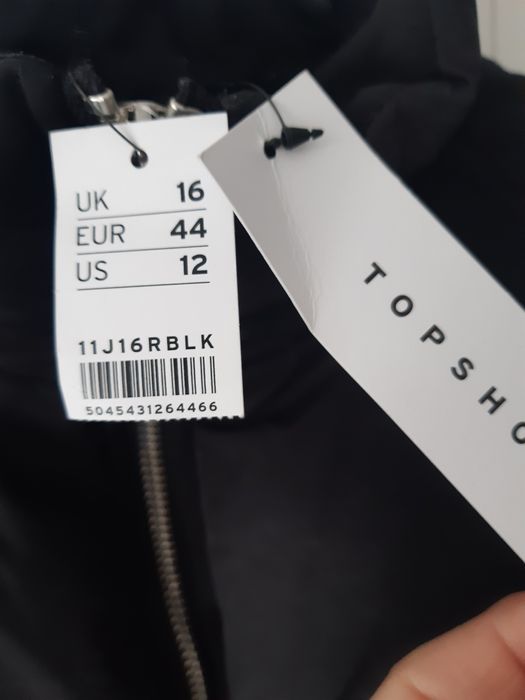 UK 16
EUR 44
US 12
11J16RBLK
5045431264466
TOPSHO